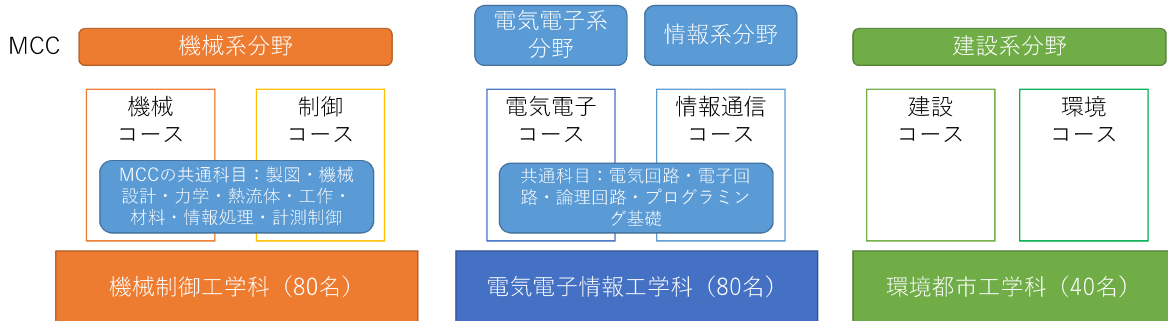 MCC
機械系分野
電気電子系
分野
情報系分野
建設系分野
機械
コース
制御
コース
電気電子
コース
情報通信
コース
建設
コース
環境
コース
MCCの共通科目：製図・機械
設計・力学・熱流体・工作・
材料・情報処理・計測制御
共通科目：電気回路・電子回
路・論理回路・プログラミン
グ基礎
機械制御工学科（80名）
電気電子情報工学科（80名）
環境都市工学科（40名）